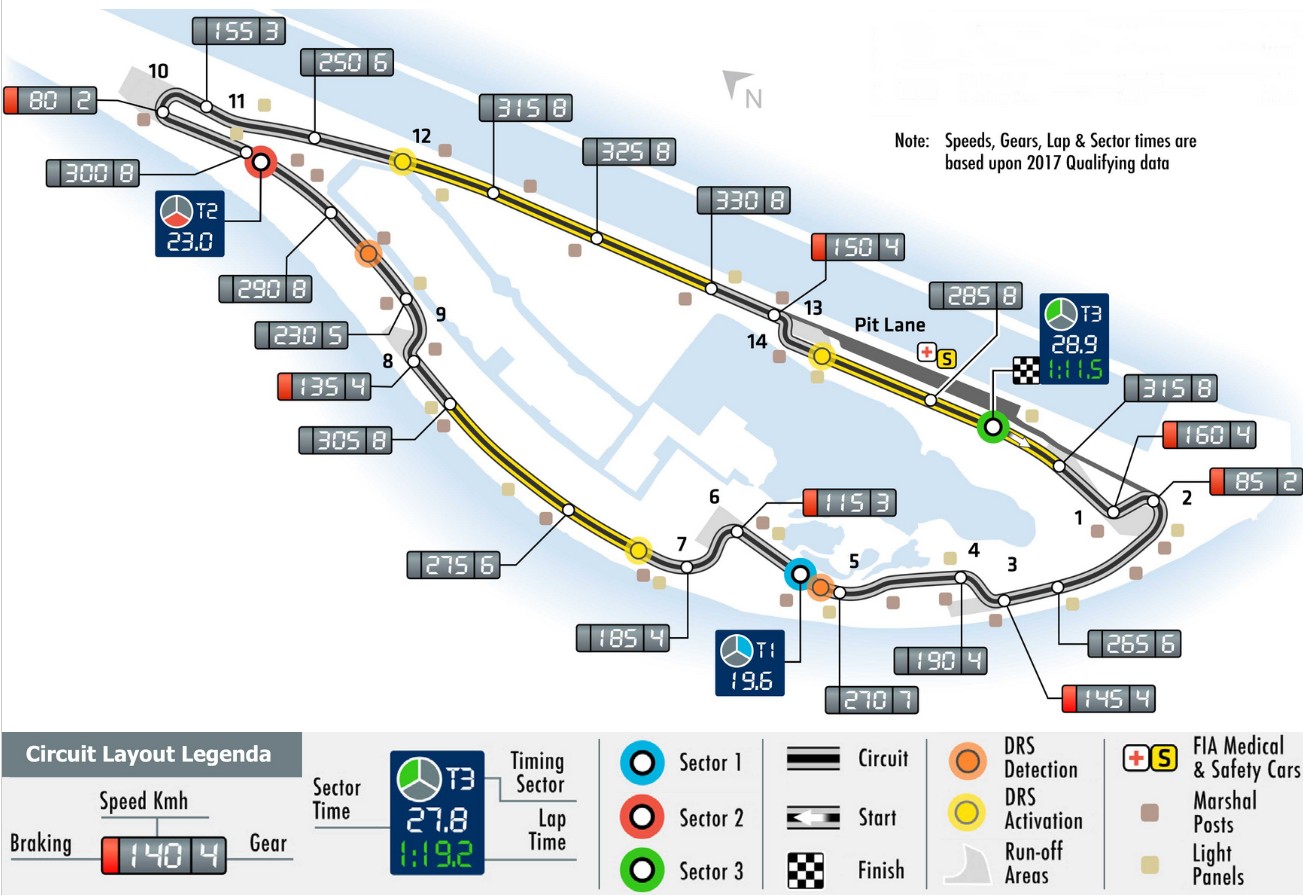 155 3
10
250 6
80 2
11
315 8
12
N
325 8
Note: Speeds, Gears, Lap & Sector times are
based upon 2017 Qualifying data
300 8
T2
23.0
330 8
150 4
290 8
285 8
13
T3
28.9
1:11.5
Pit Lane
S
14
9
230 5
8
135 4
315 8
305 8
160 4
85 2
6
115 3
2
1
7
5
4
3
275 6
185 4
T1
19.6
190 4
265 6
270 7
145 4
Circuit Layout Legenda
Speed Kmh
Braking
140 4
Gear
Sector
Time
T3
27.8
1:19.2
Timing
Sector
Lap
Time
Sector 1
Sector 2
Sector 3
Circuit
Start
Finish
DRS
Detection
DRS
Activation
Run-off
Areas
S
FIA Medical
& Safety Cars
Marshal
Posts
Light
Panels